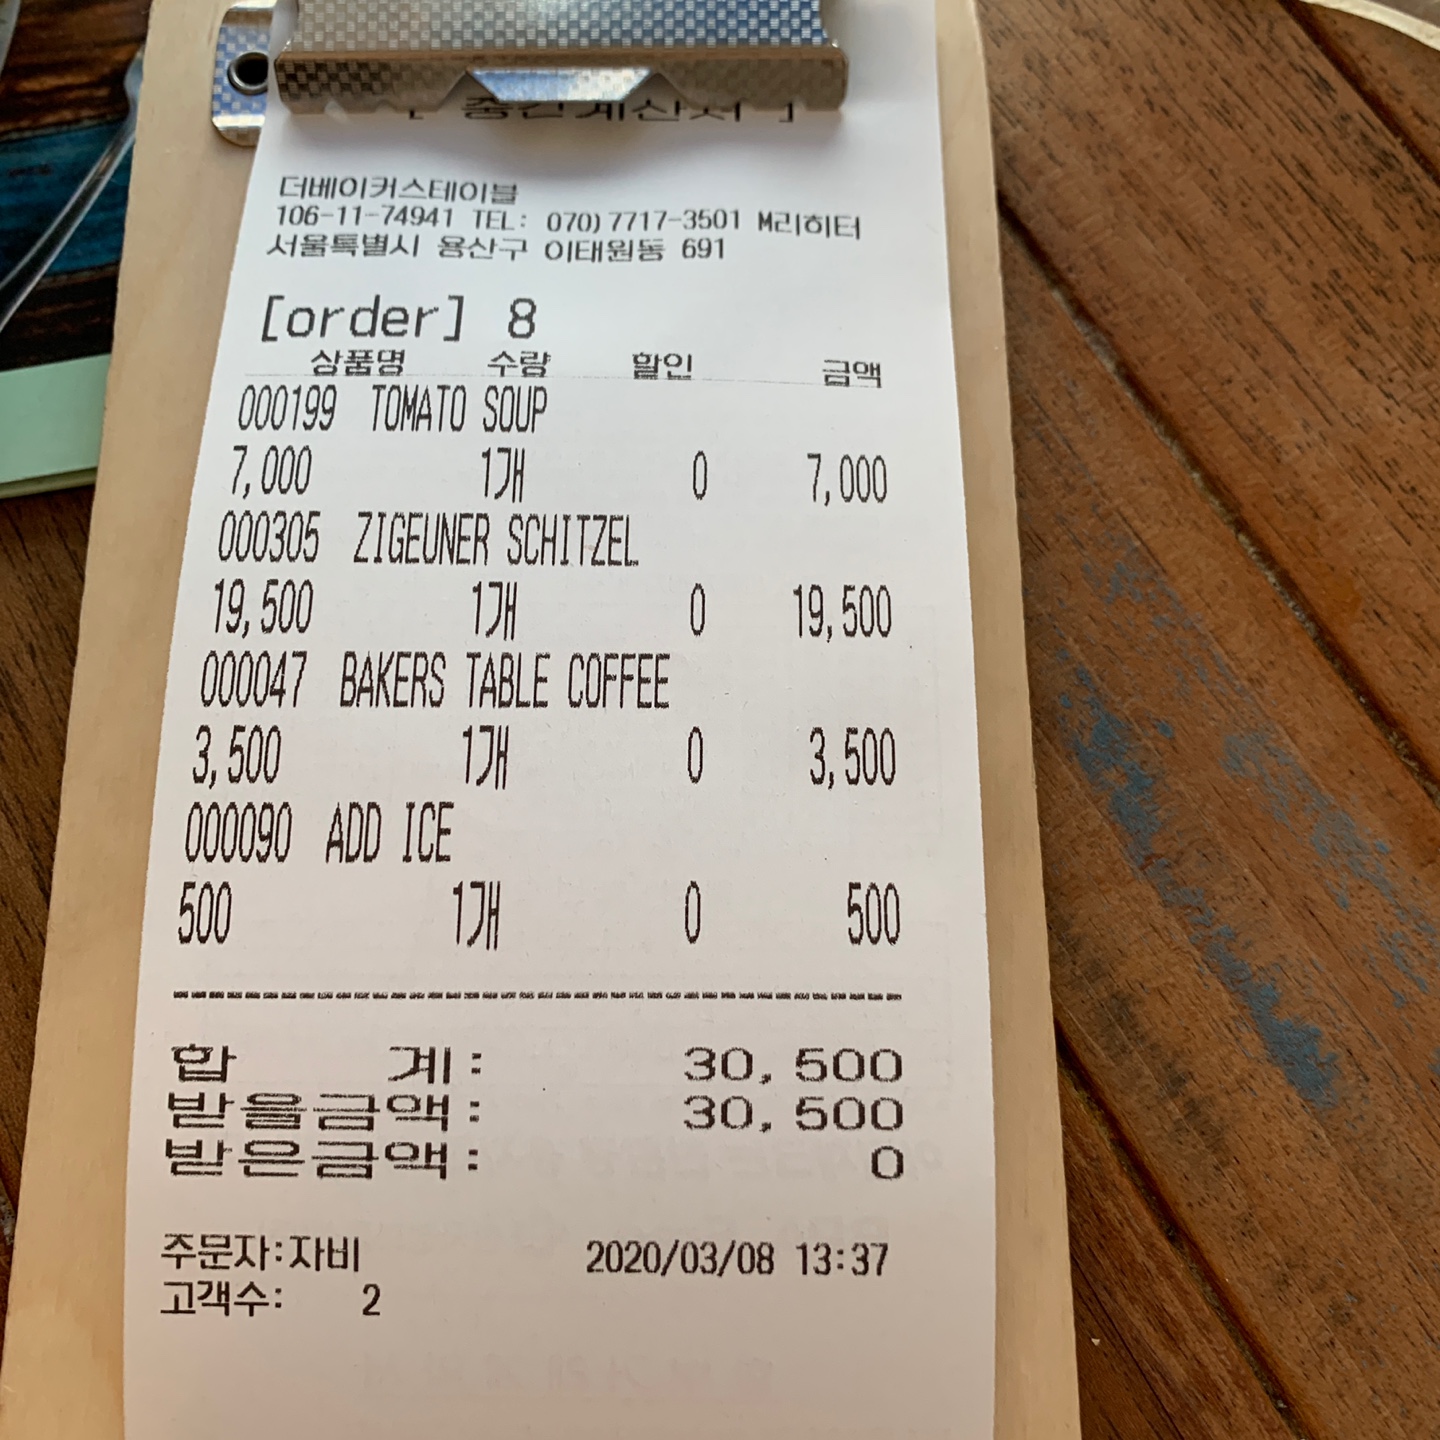 [ 중간계산서 ]
더베이커스테이블
106-11-74941 TEL: 070)7717-3501 M리히터
서울특별시 용산구 이태원동 691
[order] 8
상품명 수량 할인 금액
000199 TOMATO SOUP
7,000 1개 0 7,000
000305 ZIGEUNER SCHITZEL
19,500 1개 0 19,500
000047 BAKERS TABLE COFFEE
3,500 1개 0 3,500
000090 ADD ICE
500 1개 0 500
합 계: 30,500
받을금액: 30,500
받은금액: 0
주문자:자비 2020/03/08 13:37
고객수: 2